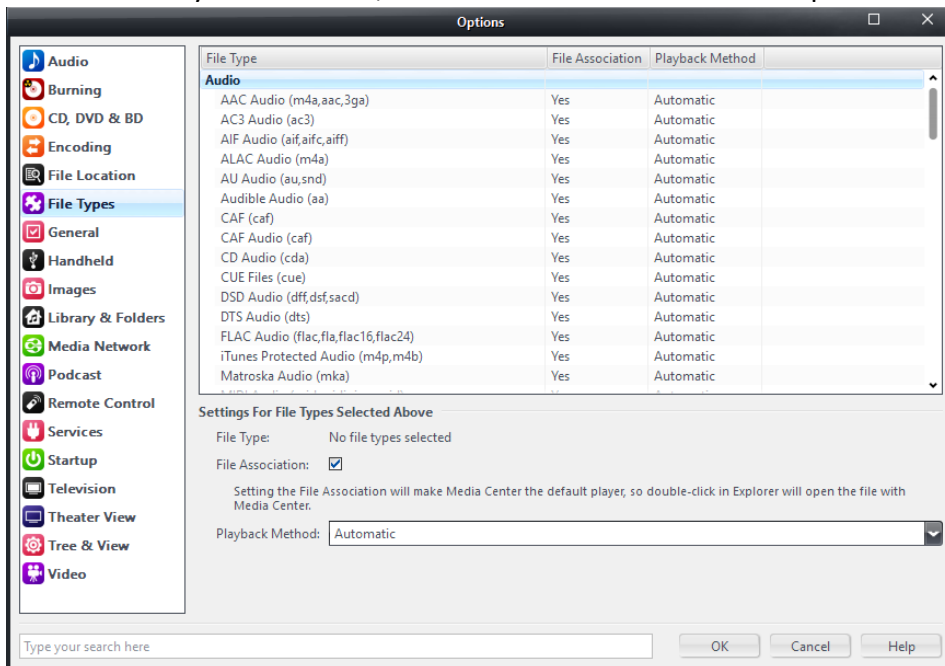 Options
Audio
Burning
CD, DVD & BD
Encoding
File Location
File Types
General
Handheld
Images
Library & Folders
Media Network
Podcast
Remote Control
Services
Startup
Television
Theater View
Tree & View
Video
File Type File Association Playback Method
Audio
AAC Audio (m4a,aac,3ga) Yes Automatic
AC3 Audio (ac3) Yes Automatic
AIF Audio (aif,aifc,aiff) Yes Automatic
ALAC Audio (m4a) Yes Automatic
AU Audio (au,snd) Yes Automatic
Audible Audio (aa) Yes Automatic
CAF (caf) Yes Automatic
CAF Audio (caf) Yes Automatic
CD Audio (cda) Yes Automatic
CUE Files (cue) Yes Automatic
DSD Audio (dff,dsf,sacd) Yes Automatic
DTS Audio (dts) Yes Automatic
FLAC Audio (flac,fla,flac16,flac24) Yes Automatic
iTunes Protected Audio (m4p,m4b) Yes Automatic
Matroska Audio (mka) Yes Automatic
Settings For File Types Selected Above
File Type: No file types selected
File Association:
Setting the File Association will make Media Center the default player, so double-click in Explorer will open the file with
Media Center.
Playback Method: Automatic
Type your search here
OK Cancel Help